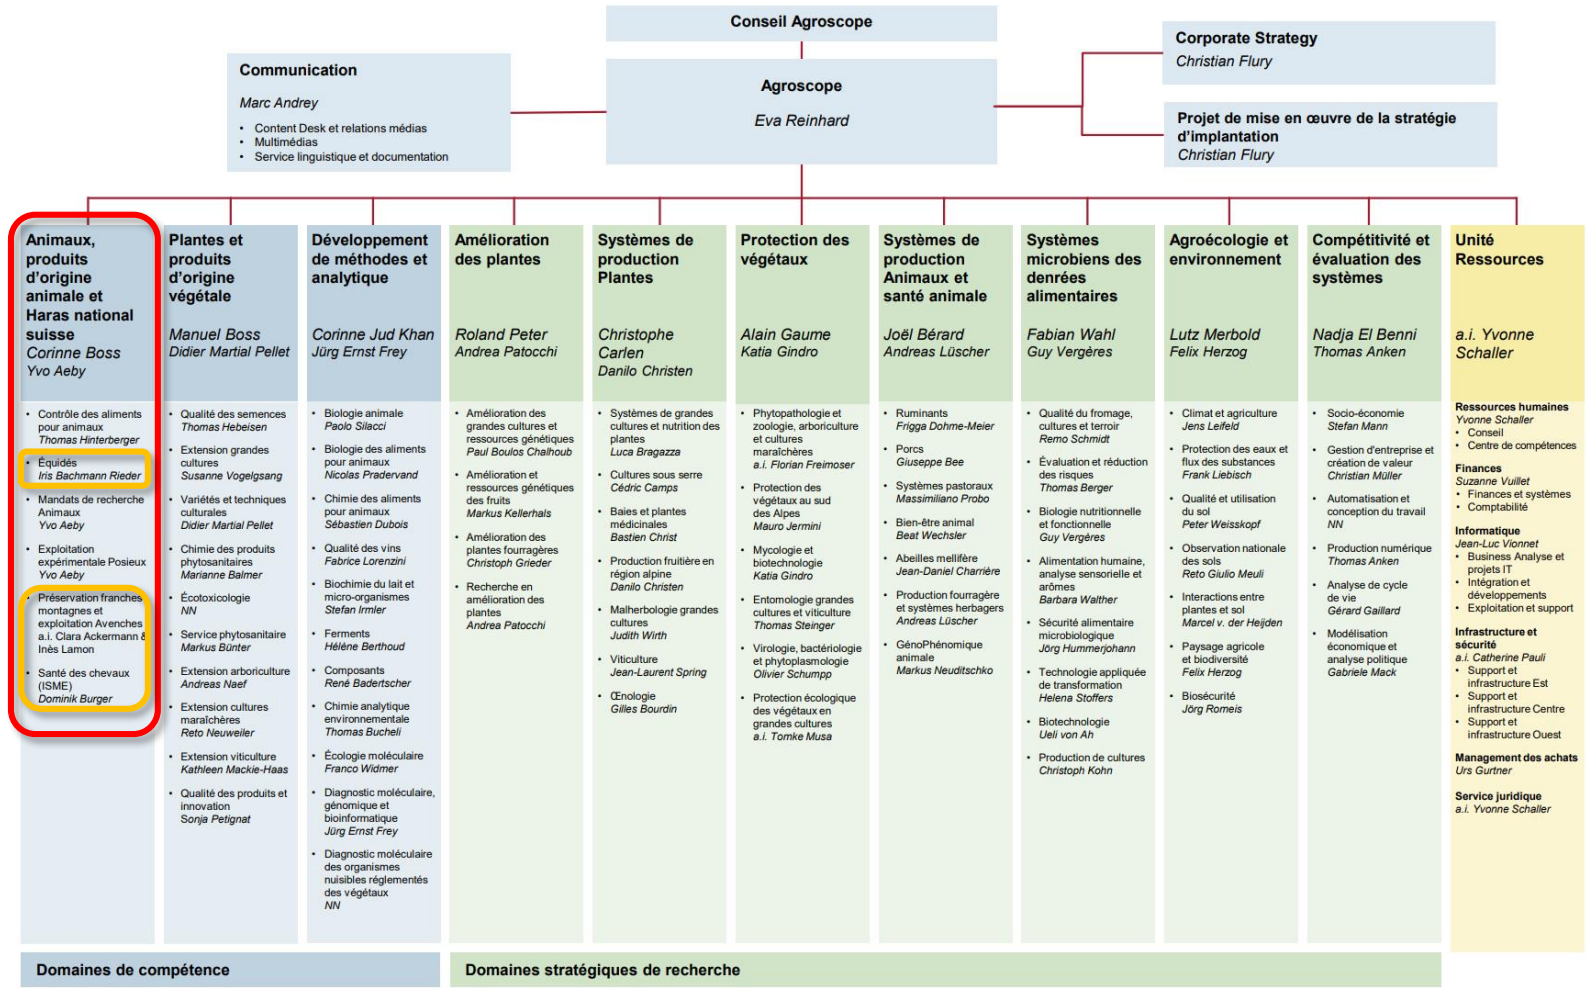 Conseil Agroscope
Communication
Marc Andrey
• Content Desk et relations médias
• Multimédias
• Service linguistique et documentation
Agroscope
Eva Reinhard
Corporate Strategy
Christian Flury
Projet de mise en œuvre de la stratégie
d'implantation
Christian Flury
Animaux,
produits
d'origine
animale et
Haras national
suisse
Corinne Boss
Yvo Aeby
• Contrôle des aliments
pour animaux
Thomas Hinterberger
• Équidés
Iris Bachmann Rieder
• Mandats de recherche
Animaux
Yvo Aeby
• Exploitation
expérimentale Posieux
Yvo Aeby
• Préservation franches
montagnes et
exploitation Avenches
a.i. Clara Ackermann &
Inès Lamon
• Santé des chevaux
(ISME)
Dominik Burger
Plantes et
produits
d'origine
végétale
Manuel Boss
Didier Martial Pellet
• Qualité des semences
Thomas Hebeisen
• Extension grandes
cultures
Susanne Vogelgsang
• Variétés et techniques
culturales
Didier Martial Pellet
• Chimie des produits
phytosanitaires
Marianne Balmer
• Écotoxicologie
NN
• Service phytosanitaire
Markus Bünter
• Extension arboriculture
Andreas Naef
• Extension cultures
maraîchères
Reto Neuweiler
• Extension viticulture
Kathleen Mackie-Haas
• Qualité des produits et
innovation
Sonja Petignat
Développement
de méthodes et
analytique
Corinne Jud Khan
Jürg Ernst Frey
• Biologie animale
Paolo Silacci
• Biologie des aliments
pour animaux
Nicolas Pradervand
• Chimie des aliments
pour animaux
Sébastien Dubois
• Qualité des vins
Fabrice Lorenzini
• Biochimie du lait et
micro-organismes
Stefan Irmler
• Ferments
Hélène Berthoud
• Composants
René Badertscher
• Chimie analytique
environnementale
Thomas Bucheli
• Écologie moléculaire
Franco Widmer
• Diagnostic moléculaire,
génomique et
bioinformatique
Jürg Ernst Frey
• Diagnostic moléculaire
des organismes
nuisibles réglementés
des végétaux
NN
Amélioration
des plantes
Roland Peter
Andrea Patocchi
• Amélioration des
grandes cultures et
ressources génétiques
Paul Boulos Chalhoub
• Amélioration et
ressources génétiques
des fruits
Markus Kellerhals
• Amélioration des
plantes fourragères
Christoph Grieder
• Recherche en
amélioration des
plantes
Andrea Patocchi
Systèmes de
production
Plantes
Christophe
Carlen
Danilo Christen
• Systèmes de grandes
cultures et nutrition des
plantes
Luca Bragazza
• Cultures sous serre
Cédric Camps
• Baies et plantes
médicinales
Bastien Christ
• Production fruitière en
région alpine
Danilo Christen
• Malherbologie grandes
cultures
Judith Wirth
• Viticulture
Jean-Laurent Spring
• Œnologie
Gilles Bourdin
Protection des
végétaux
Alain Gaume
Katia Gindro
• Phytopathologie et
zoologie, arboriculture
et cultures
maraîchères
a.i. Florian Freimoser
• Protection des
végétaux au sud
des Alpes
Mauro Jermini
• Mycologie et
biotechnologie
Katia Gindro
• Entomologie grandes
cultures et viticulture
Thomas Steinger
• Virologie, bactériologie
et phytoplasmologie
Olivier Schumpp
• Protection écologique
des végétaux en
grandes cultures
a.i. Tomke Musa
Systèmes de
production
Animaux et
santé animale
Joël Bérard
Andreas Lüscher
• Ruminants
Frigga Dohme-Meier
• Porcs
Giuseppe Bee
• Systèmes pastoraux
Massimiliano Probo
• Bien-être animal
Beat Wechsler
• Abeilles mellifère
Jean-Daniel Charrière
• Production fourragère
et systèmes herbagers
Andreas Lüscher
• GénoPhénomique
animale
Markus Neuditschko
Systèmes
microbiens des
denrées
alimentaires
Fabian Wahl
Guy Vergères
• Qualité du fromage,
cultures et terroir
Remo Schmidt
• Évaluation et réduction
des risques
Thomas Berger
• Biologie nutritionnelle
et fonctionnelle
Guy Vergères
• Alimentation humaine,
analyse sensorielle et
arômes
Barbara Walther
• Sécurité alimentaire
microbiologique
Jörg Hummerjohann
• Technologie appliquée
de transformation
Helena Stoffers
• Biotechnologie
Ueli von Ah
• Production de cultures
Christoph Kohn
Agroécologie et
environnement
Lutz Merbold
Felix Herzog
• Climat et agriculture
Jens Leifeld
• Protection des eaux et
flux des substances
Frank Liebisch
• Qualité et utilisation
du sol
Peter Weisskopf
• Observation nationale
des sols
Reto Giulio Meuli
• Interactions entre
plantes et sol
Marcel v. der Heijden
• Paysage agricole
et biodiversité
Felix Herzog
• Biosécurité
Jörg Romeis
Compétitivité et
évaluation des
systèmes
Nadja El Benni
Thomas Anken
• Socio-économie
Stefan Mann
• Gestion d'entreprise et
création de valeur
Christian Müller
• Automatisation et
conception du travail
NN
• Production numérique
Thomas Anken
• Analyse de cycle
de vie
Gérard Gaillard
• Modélisation
économique et
analyse politique
Gabriele Mack
Unité
Ressources
a.i. Yvonne
Schaller
Ressources humaines
Yvonne Schaller
• Conseil
• Centre de compétences
Finances
Suzanne Vuillet
• Finances et systèmes
• Comptabilité
Informatique
Jean-Luc Vionnet
• Business Analyse et
projets IT
• Intégration et
développements
• Exploitation et support
Infrastructure et
sécurité
a.i. Catherine Pauli
• Support et
infrastructure Est
• Support et
infrastructure Centre
• Support et
infrastructure Ouest
Management des achats
Urs Gurtner
Service juridique
a.i. Yvonne Schaller
Domaines de compétence
Domaines stratégiques de recherche